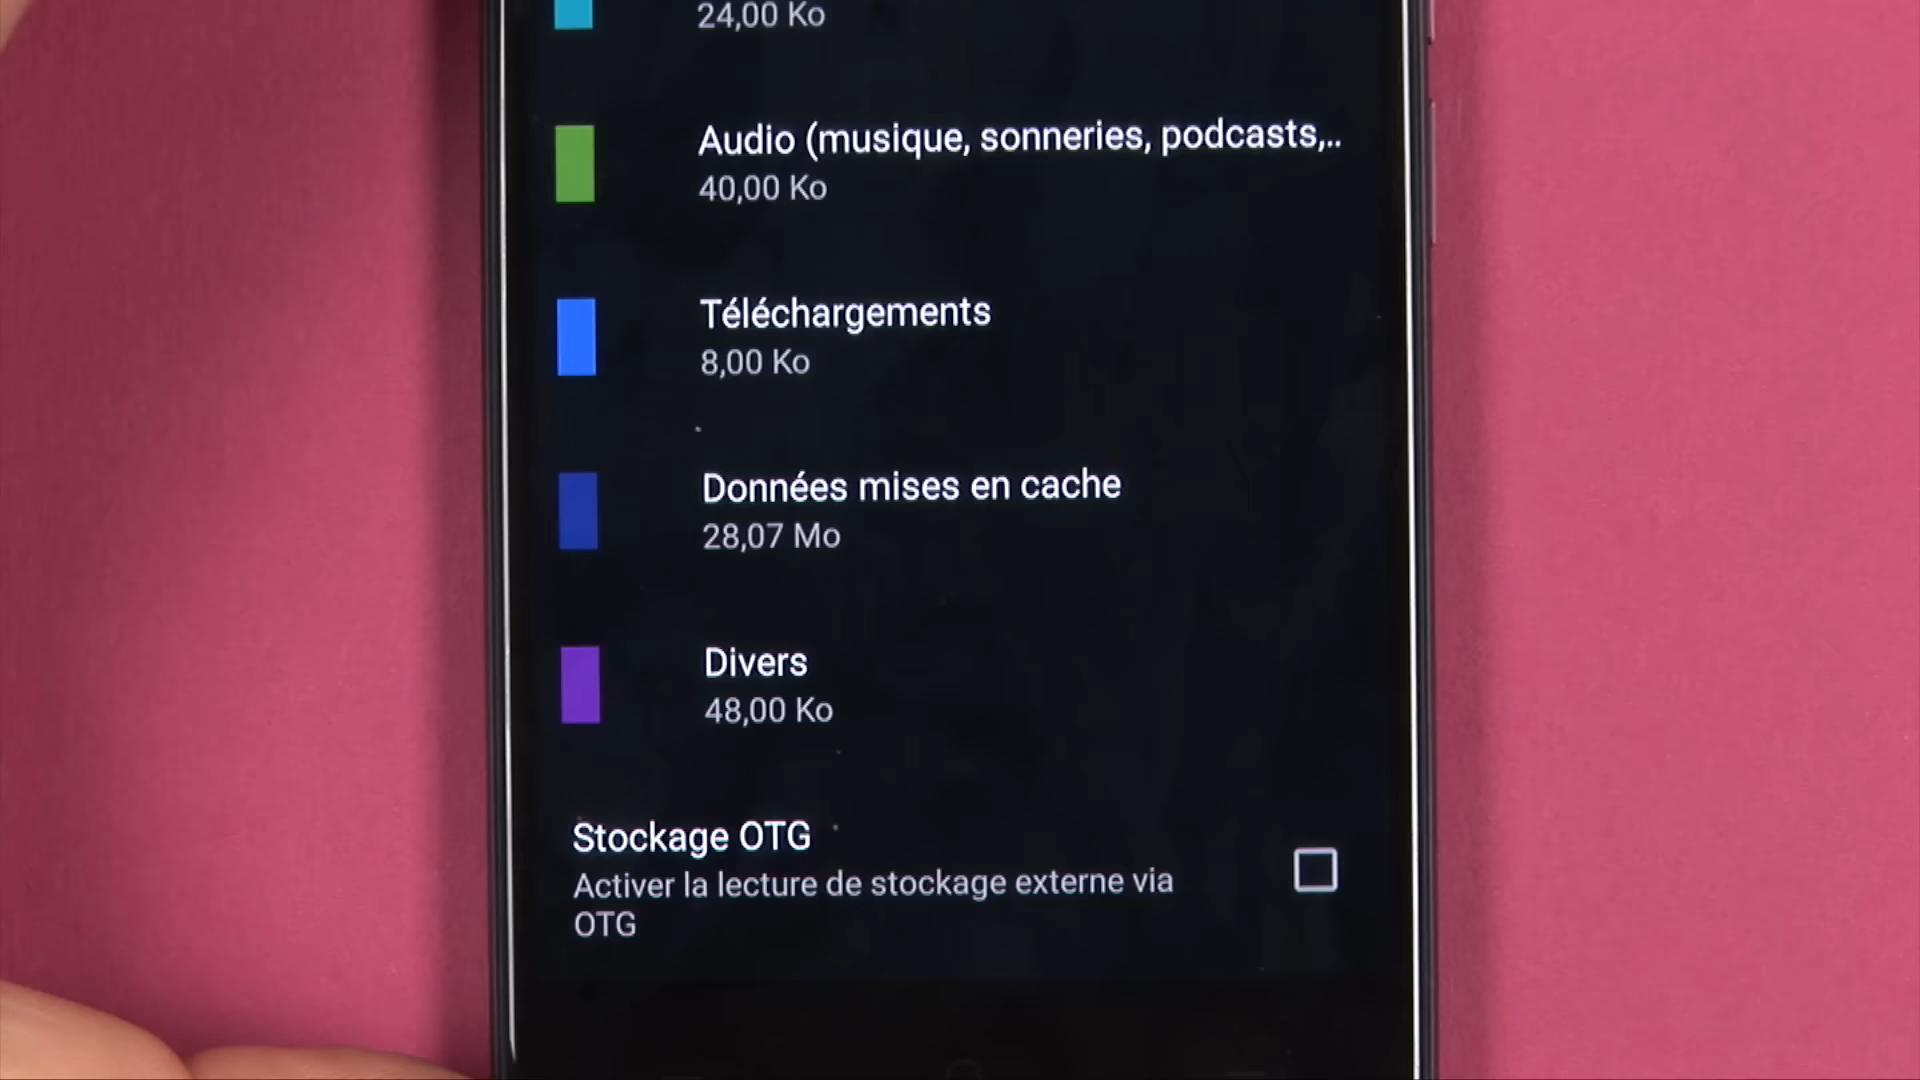 24,00 Ko
Audio (musique, sonneries, podcasts,..
40,00 Ko
Téléchargements
8,00 Ko
Données mises en cache
28,07 Mo
Divers
48,00 Ko
Stockage OTG
Activer la lecture de stockage externe via
OTG